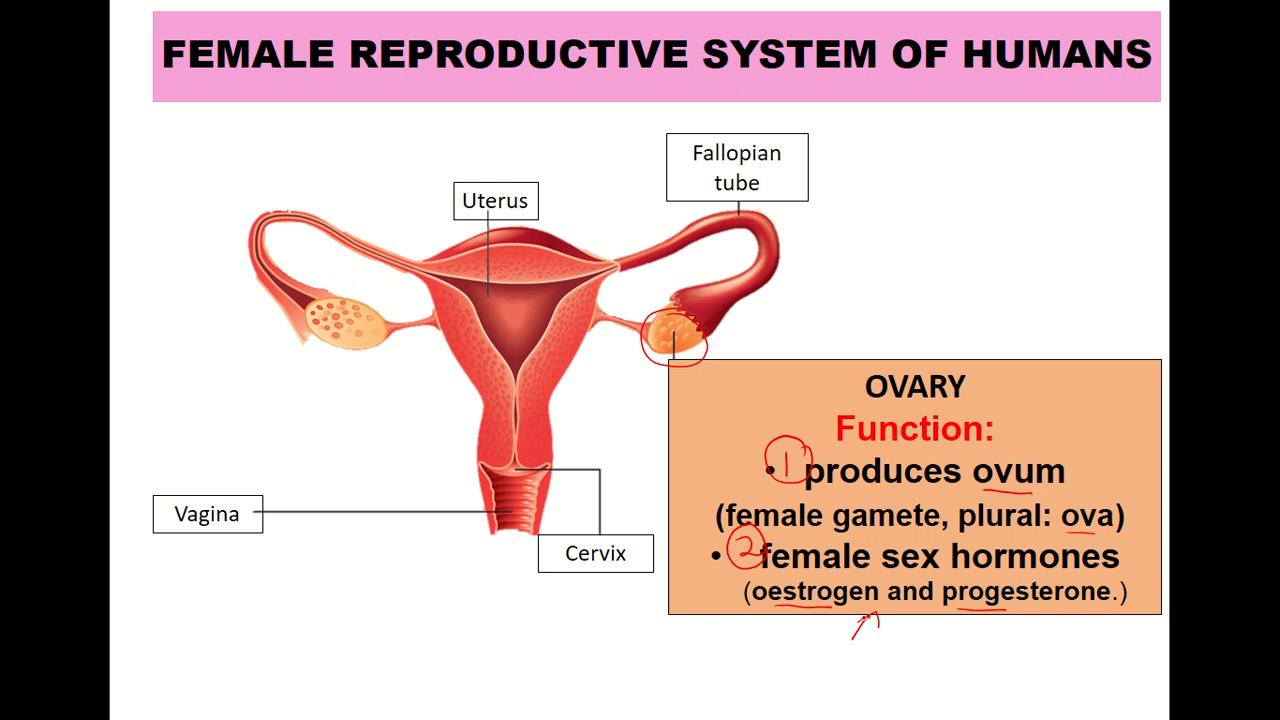 FEMALE REPRODUCTIVE SYSTEM OF HUMANS
Fallopian
tube
Uterus
Vagina
Cervix
OVARY
Function:
• 1 produces ovum
(female gamete, plural: ova)
• 2 female sex hormones
(oestrogen and progesterone.)